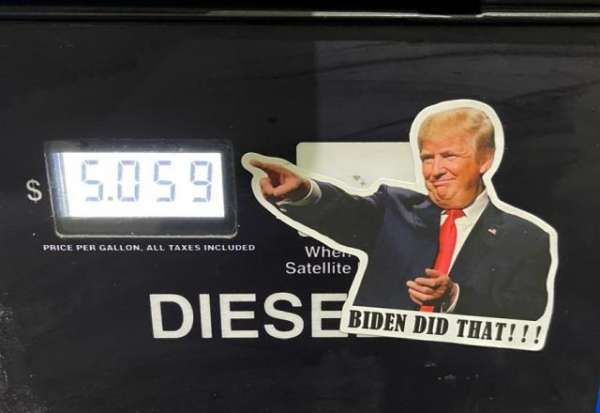 $ 5.059
PRICE PER GALLON. ALL TAXES INCLUDED
When
Satellite
DIESE
BIDEN DID THAT!!!